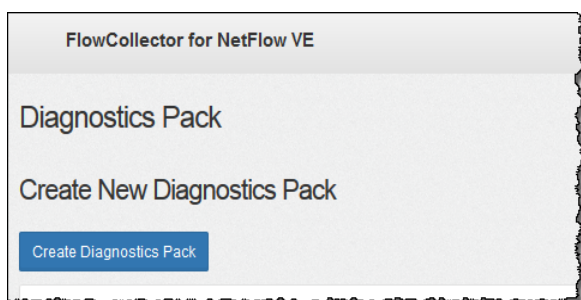 FlowCollector for NetFlow VE
Diagnostics Pack
Create New Diagnostics Pack
Create Diagnostics Pack